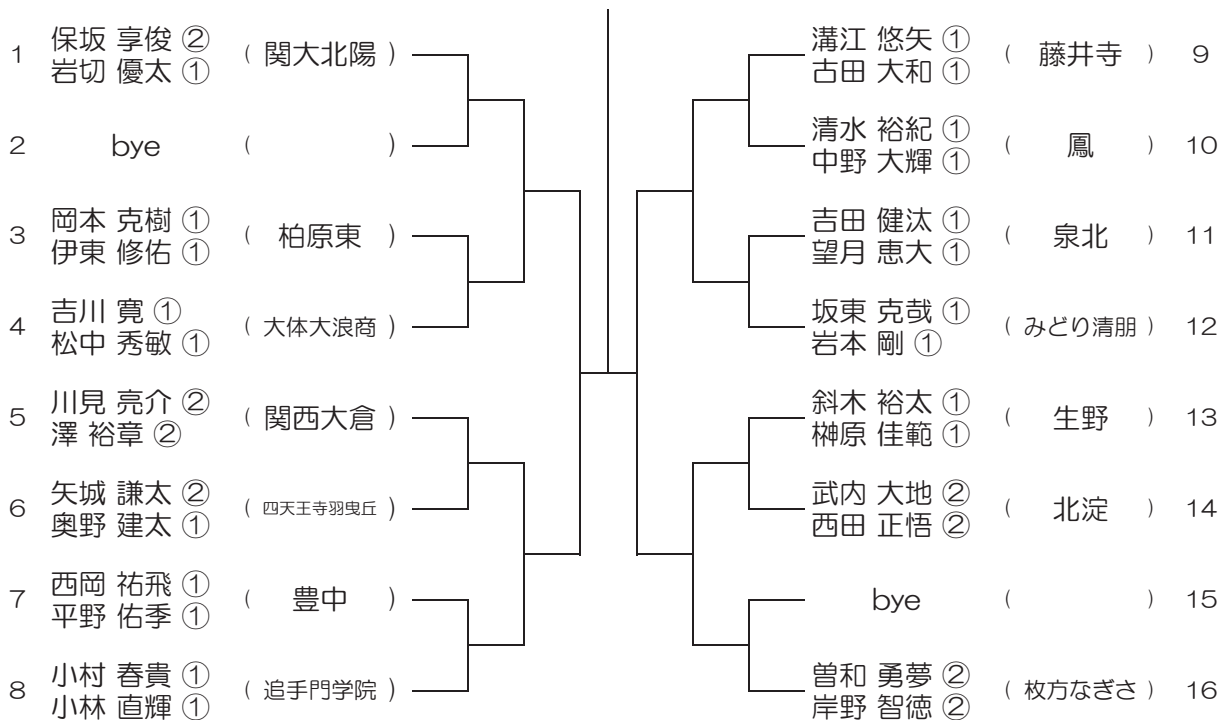 1 保坂 享俊 ② ( 関大北陽 )
岩切 優太 ①
2 bye ( )
3 岡本 克樹 ① ( 柏原東 )
伊東 修佑 ①
4 吉川 寛 ① ( 大体大浪商 )
松中 秀敏 ①
5 川見 亮介 ② ( 関西大倉 )
澤 裕章 ②
6 矢城 謙太 ② ( 四天王寺羽曳丘 )
奥野 建太 ①
7 西岡 祐飛 ① ( 豊中 )
平野 佑季 ①
8 小村 春貴 ① ( 追手門学院 )
小林 直輝 ①
溝江 悠矢 ① ( 藤井寺 ) 9
古田 大和 ①
清水 裕紀 ① ( 鳳 ) 10
中野 大輝 ①
吉田 健汰 ① ( 泉北 ) 11
望月 恵大 ①
坂東 克哉 ① ( みどり清朋 ) 12
岩本 剛 ①
斜木 裕太 ① ( 生野 ) 13
榊原 佳範 ①
武内 大地 ② ( 北淀 ) 14
西田 正悟 ②
bye ( ) 15
曽和 勇夢 ② ( 枚方なぎさ ) 16
岸野 智徳 ②